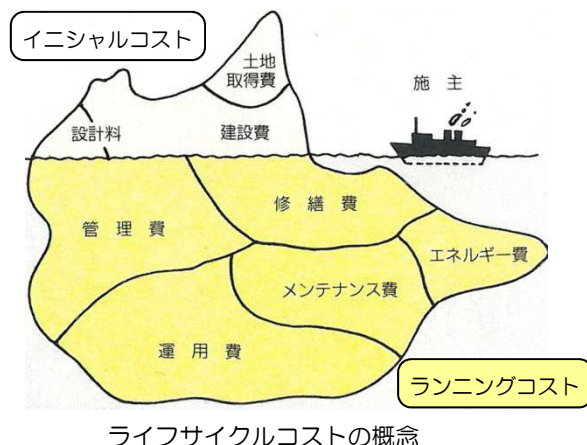 イニシャルコスト
土地
取得費
施 主
設計料
建設費
修 繕 費
管 理 費
エネルギー費
メンテナンス費
運 用 費
ランニングコスト
ライフサイクルコストの概念